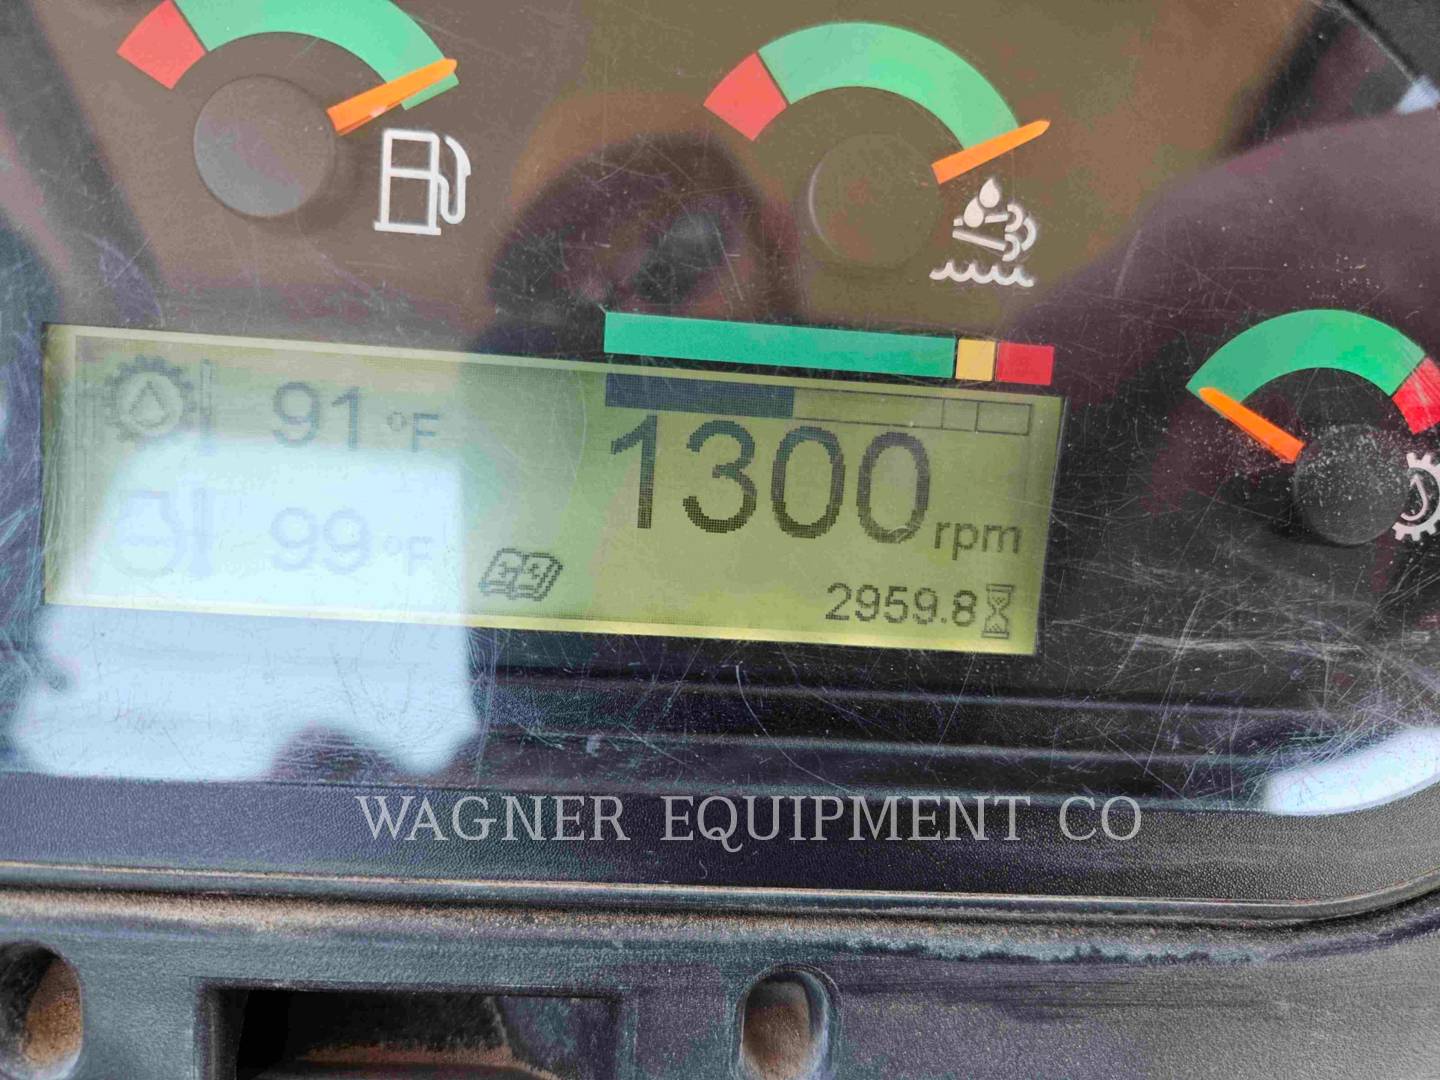 91 °F
1300 rpm
99 °F
2959.8
WAGNER EQUIPMENT CO